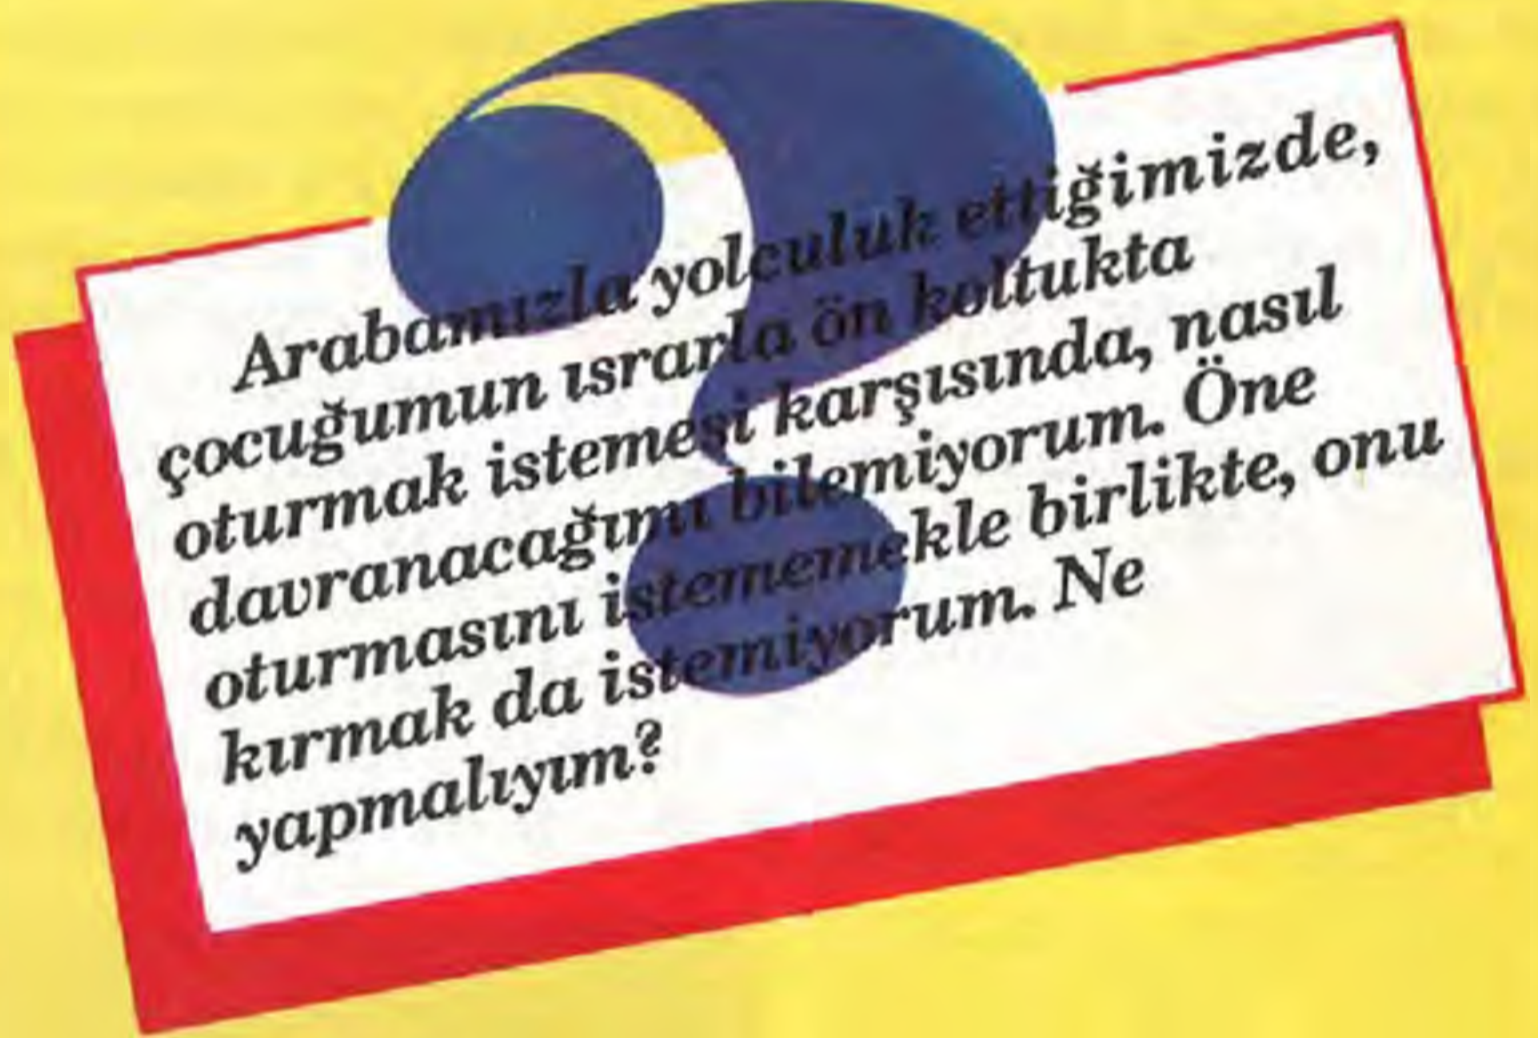 Arabamızla yolculuk ettiğimizde,
çocuğumun ısrarla ön koltukta
oturmak istemesi karşısında, nasıl
davranacağımı bilemiyorum. Öne
oturmasını istememekle birlikte, onu
kırmak da istemiyorum. Ne
yapmalıyım?